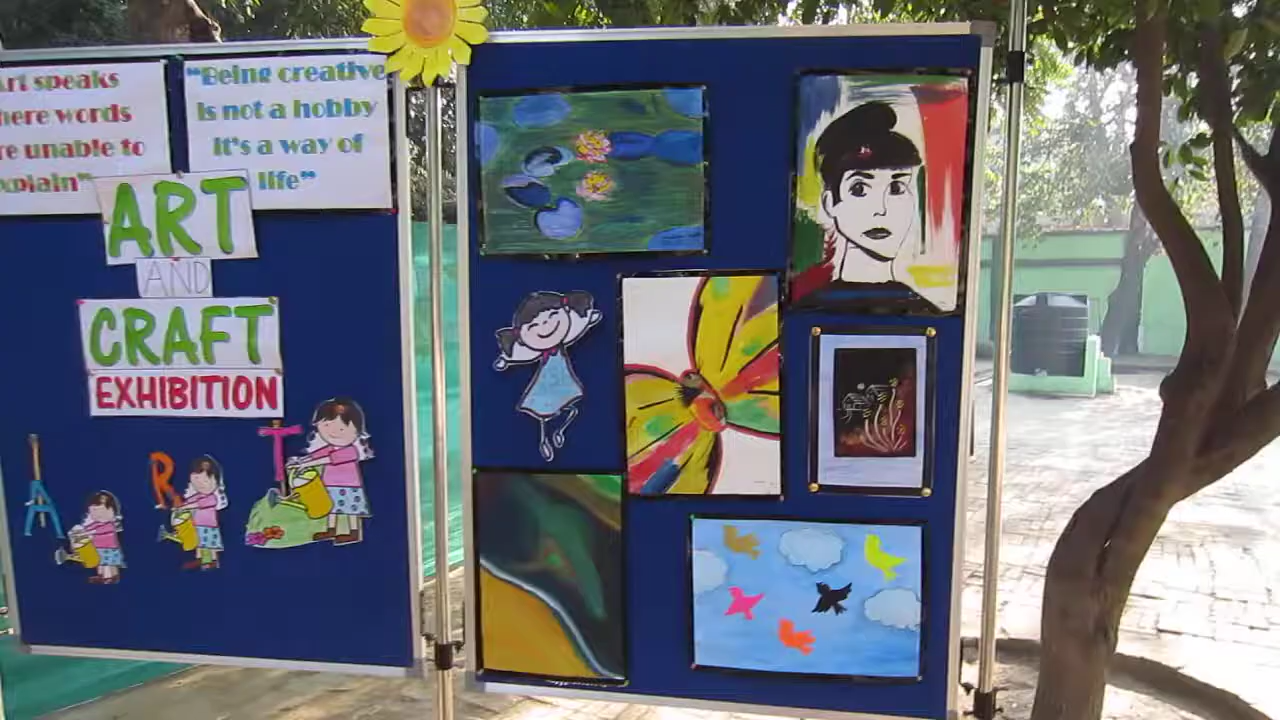 Art speaks
here words
re unable to
xplain"
"Being creative
is not a hobby
it's a way of
life"
ART
AND
CRAFT
EXHIBITION
A R T